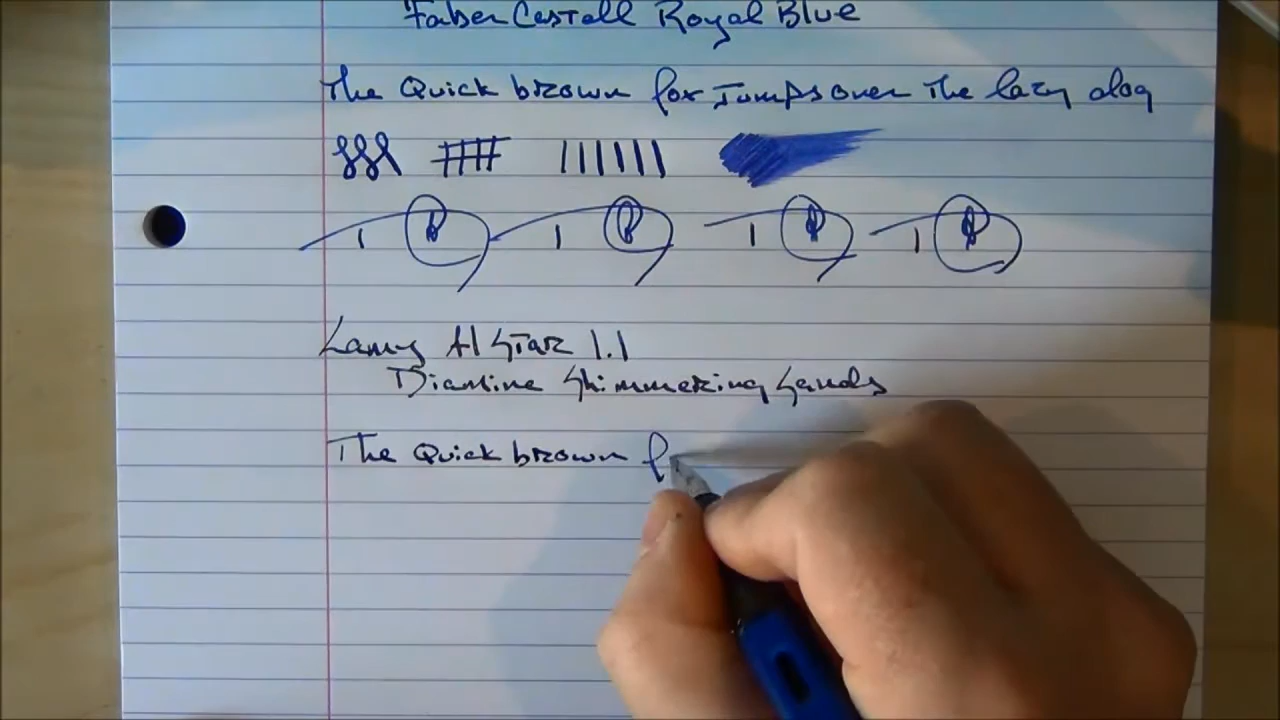 Faber Castell Royal Blue
The Quick brown fox Jumps over The lazy dog
Lamy Al Star 1.1
Diamine Shimmering Sands
The Quick brown f